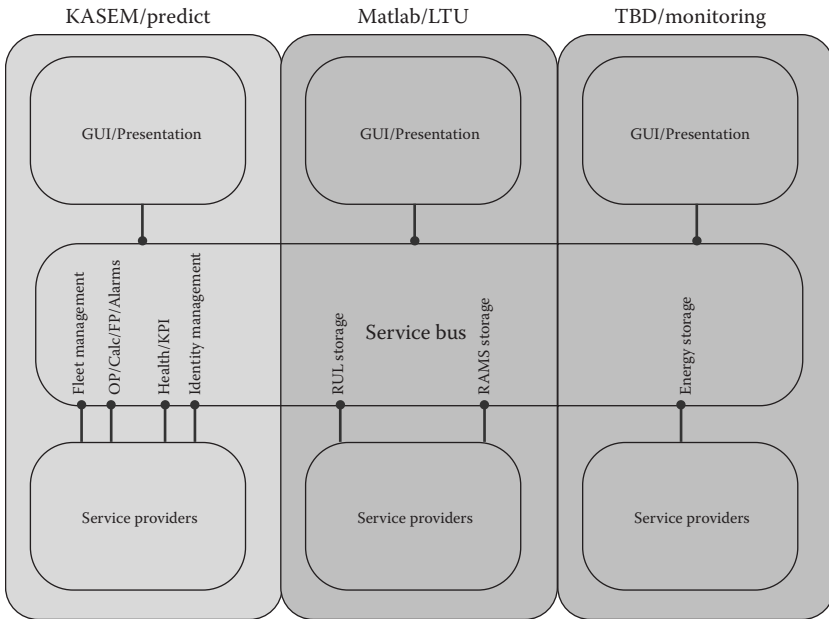 KASEM/predict
Matlab/LTU
TBD/monitoring
GUI/Presentation
GUI/Presentation
GUI/Presentation
Fleet management
OP/Calc/FP/Alarms
Health/KPI
Identity management
RUL storage
Service bus
RAMS storage
Energy storage
Service providers
Service providers
Service providers